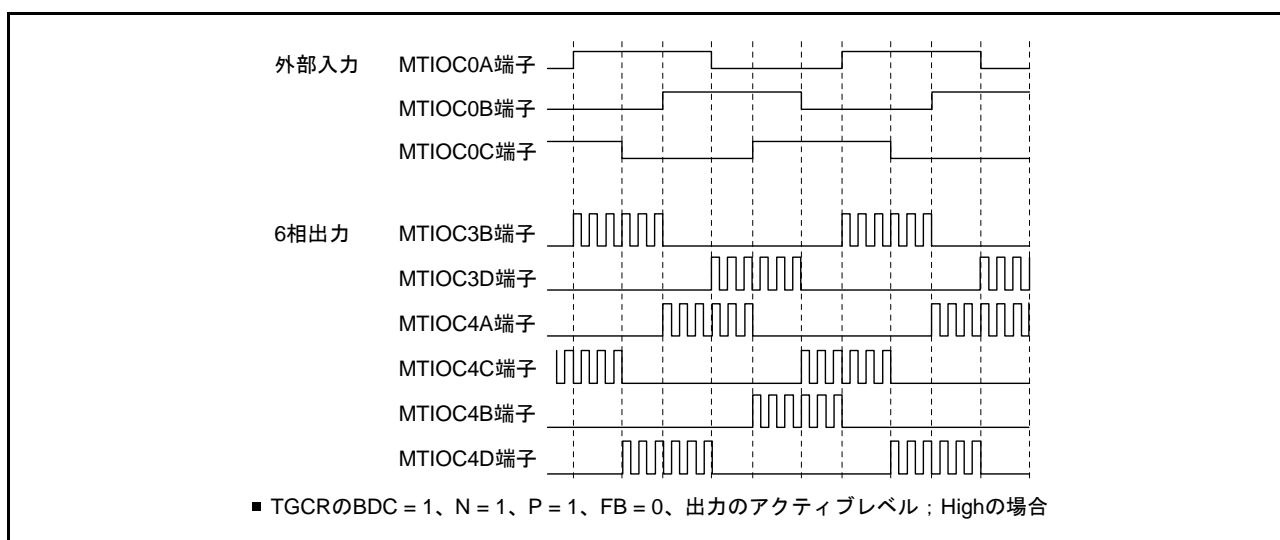 外部入力 MTIOC0A端子
MTIOC0B端子
MTIOC0C端子
6相出力 MTIOC3B端子
MTIOC3D端子
MTIOC4A端子
MTIOC4C端子
MTIOC4B端子
MTIOC4D端子
■ TGCRのBDC = 1、N = 1、P = 1、FB = 0、出力のアクティブレベル ; Highの場合